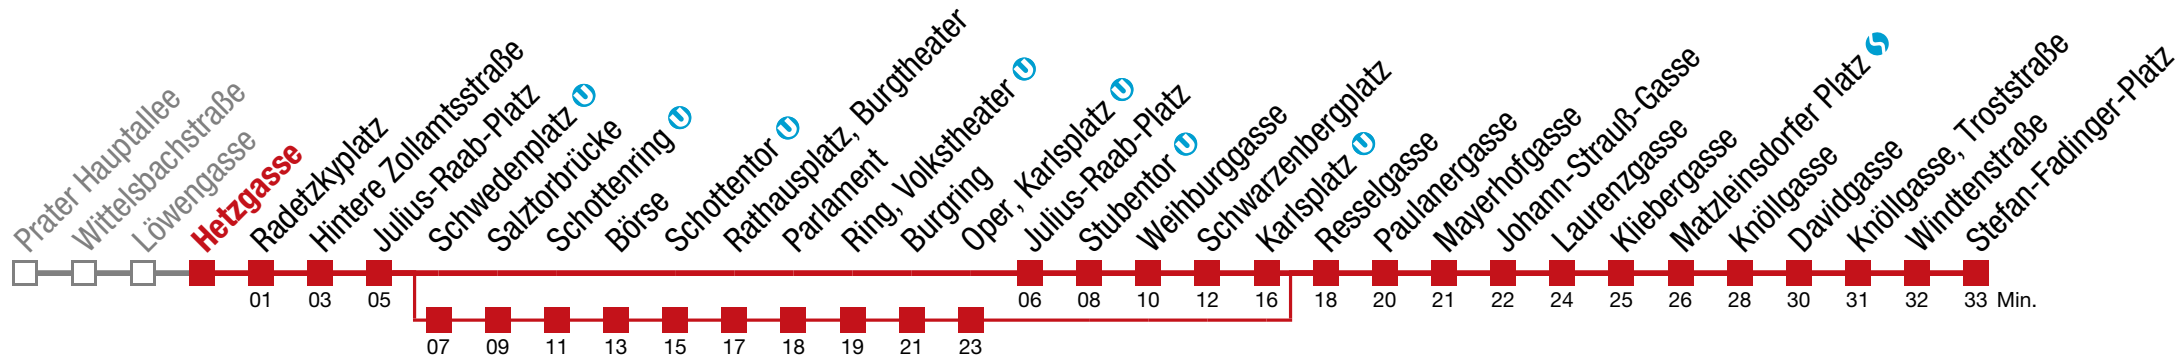 Prater Hauptallee
Wittelsbachstraße
Löwengasse
Hetzgasse
Radetzkyplatz
Hintere Zollamtsstraße
Julius-Raab-Platz
Schwedenplatz U
Salztorbrücke
Schottenring U
Börse
Schottentor U
Rathausplatz, Burgtheater
Parlament
Ring, Volkstheater U
Burgring
Oper, Karlsplatz U
Julius-Raab-Platz
Stubentor U
Weihburggasse
Schwarzenbergplatz
Karlsplatz U
Resselgasse
Paulanergasse
Mayerhofgasse
Johann-Strauß-Gasse
Laurenzgasse
Kliebergasse
Matzleinsdorfer Platz S
Knöllgasse
Davidgasse
Knöllgasse, Troststraße
Windtenstraße
Stefan-Fadinger-Platz
01 03 05 06 08 10 12 16 18 20 21 22 24 25 26 28 30 31 32 33 Min.
07 09 11 13 15 17 18 19 21 23